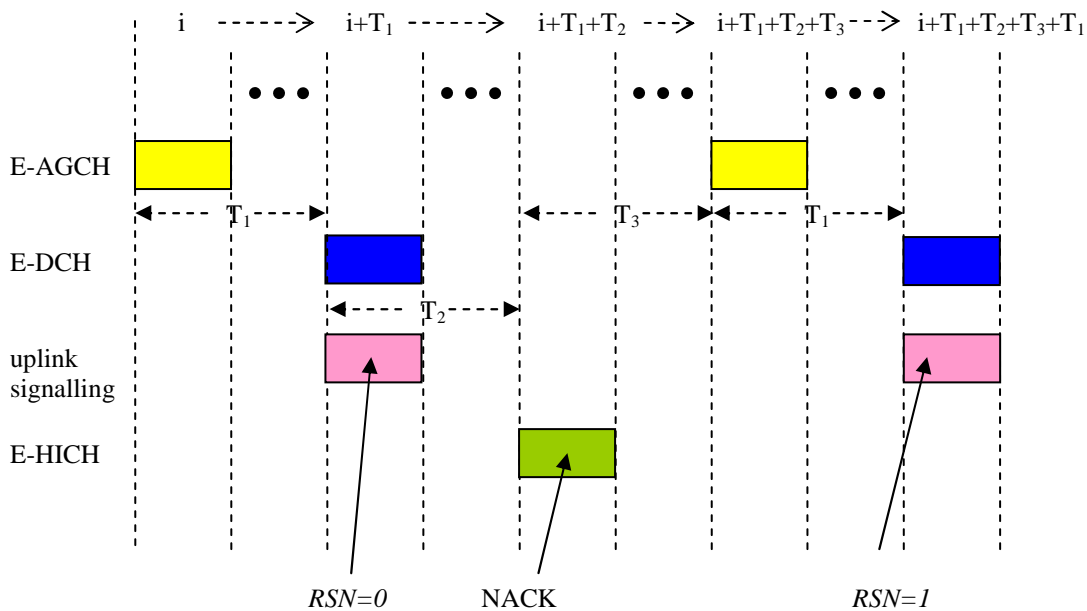 i i+T₁ i+T₁+T₂ i+T₁+T₂+T₃ i+T₁+T₂+T₃+T₁
E-AGCH
T₁ T₃ T₁
E-DCH
T₂
uplink
signalling
E-HICH
RSN=0 NACK RSN=1